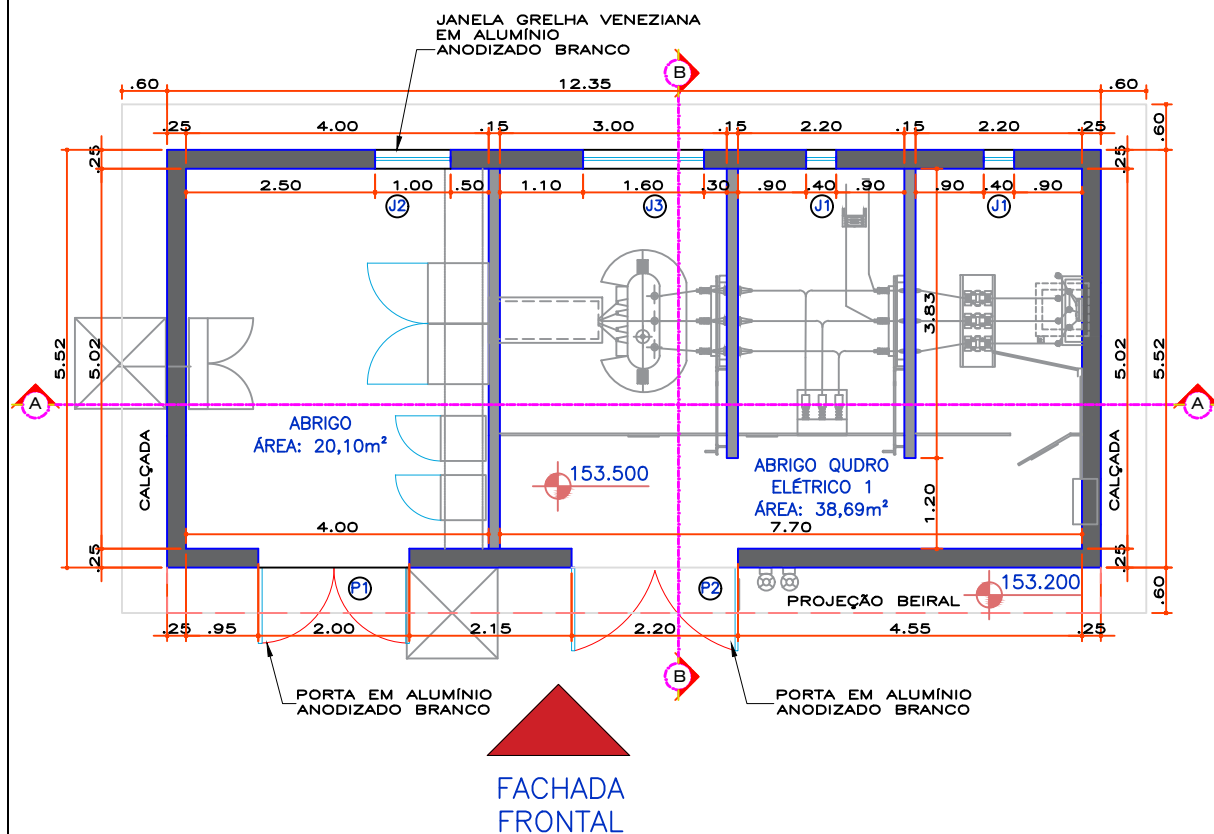 JANELA GRELHA VENEZIANA
EM ALUMÍNIO
ANODIZADO BRANCO
B
.60 12.35 .60
.25 4.00 .15 3.00 .15 2.20 .15 2.20 .25
.60
.25
.25
2.50 1.00 .50 1.10 1.60 .30 .90 .40 .90 .90 .40 .90
J2 J3 J1 J1
5.52
5.02
3.83
5.02
5.52
A
A
ABRIGO
ÁREA: 20,10m²
CALÇADA
153.500
ABRIGO QUDRO
ELÉTRICO 1
ÁREA: 38,69m²
1.20
CALÇADA
4.00 7.70
.25
.25
.60
P1 P2
153.200
PROJEÇÃO BEIRAL
.25 .95 2.00 2.15 2.20 4.55 .25
B
PORTA EM ALUMÍNIO
ANODIZADO BRANCO
PORTA EM ALUMÍNIO
ANODIZADO BRANCO
FACHADA
FRONTAL